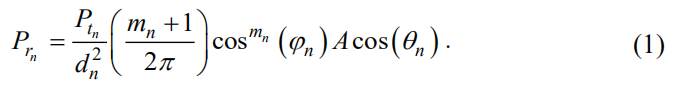 P_{r_n} = \frac{P_{t_n}}{d_n^2} \left( \frac{m_n + 1}{2\pi} \right) \cos^{m_n} (\varphi_n) A \cos(\theta_n) . (1)